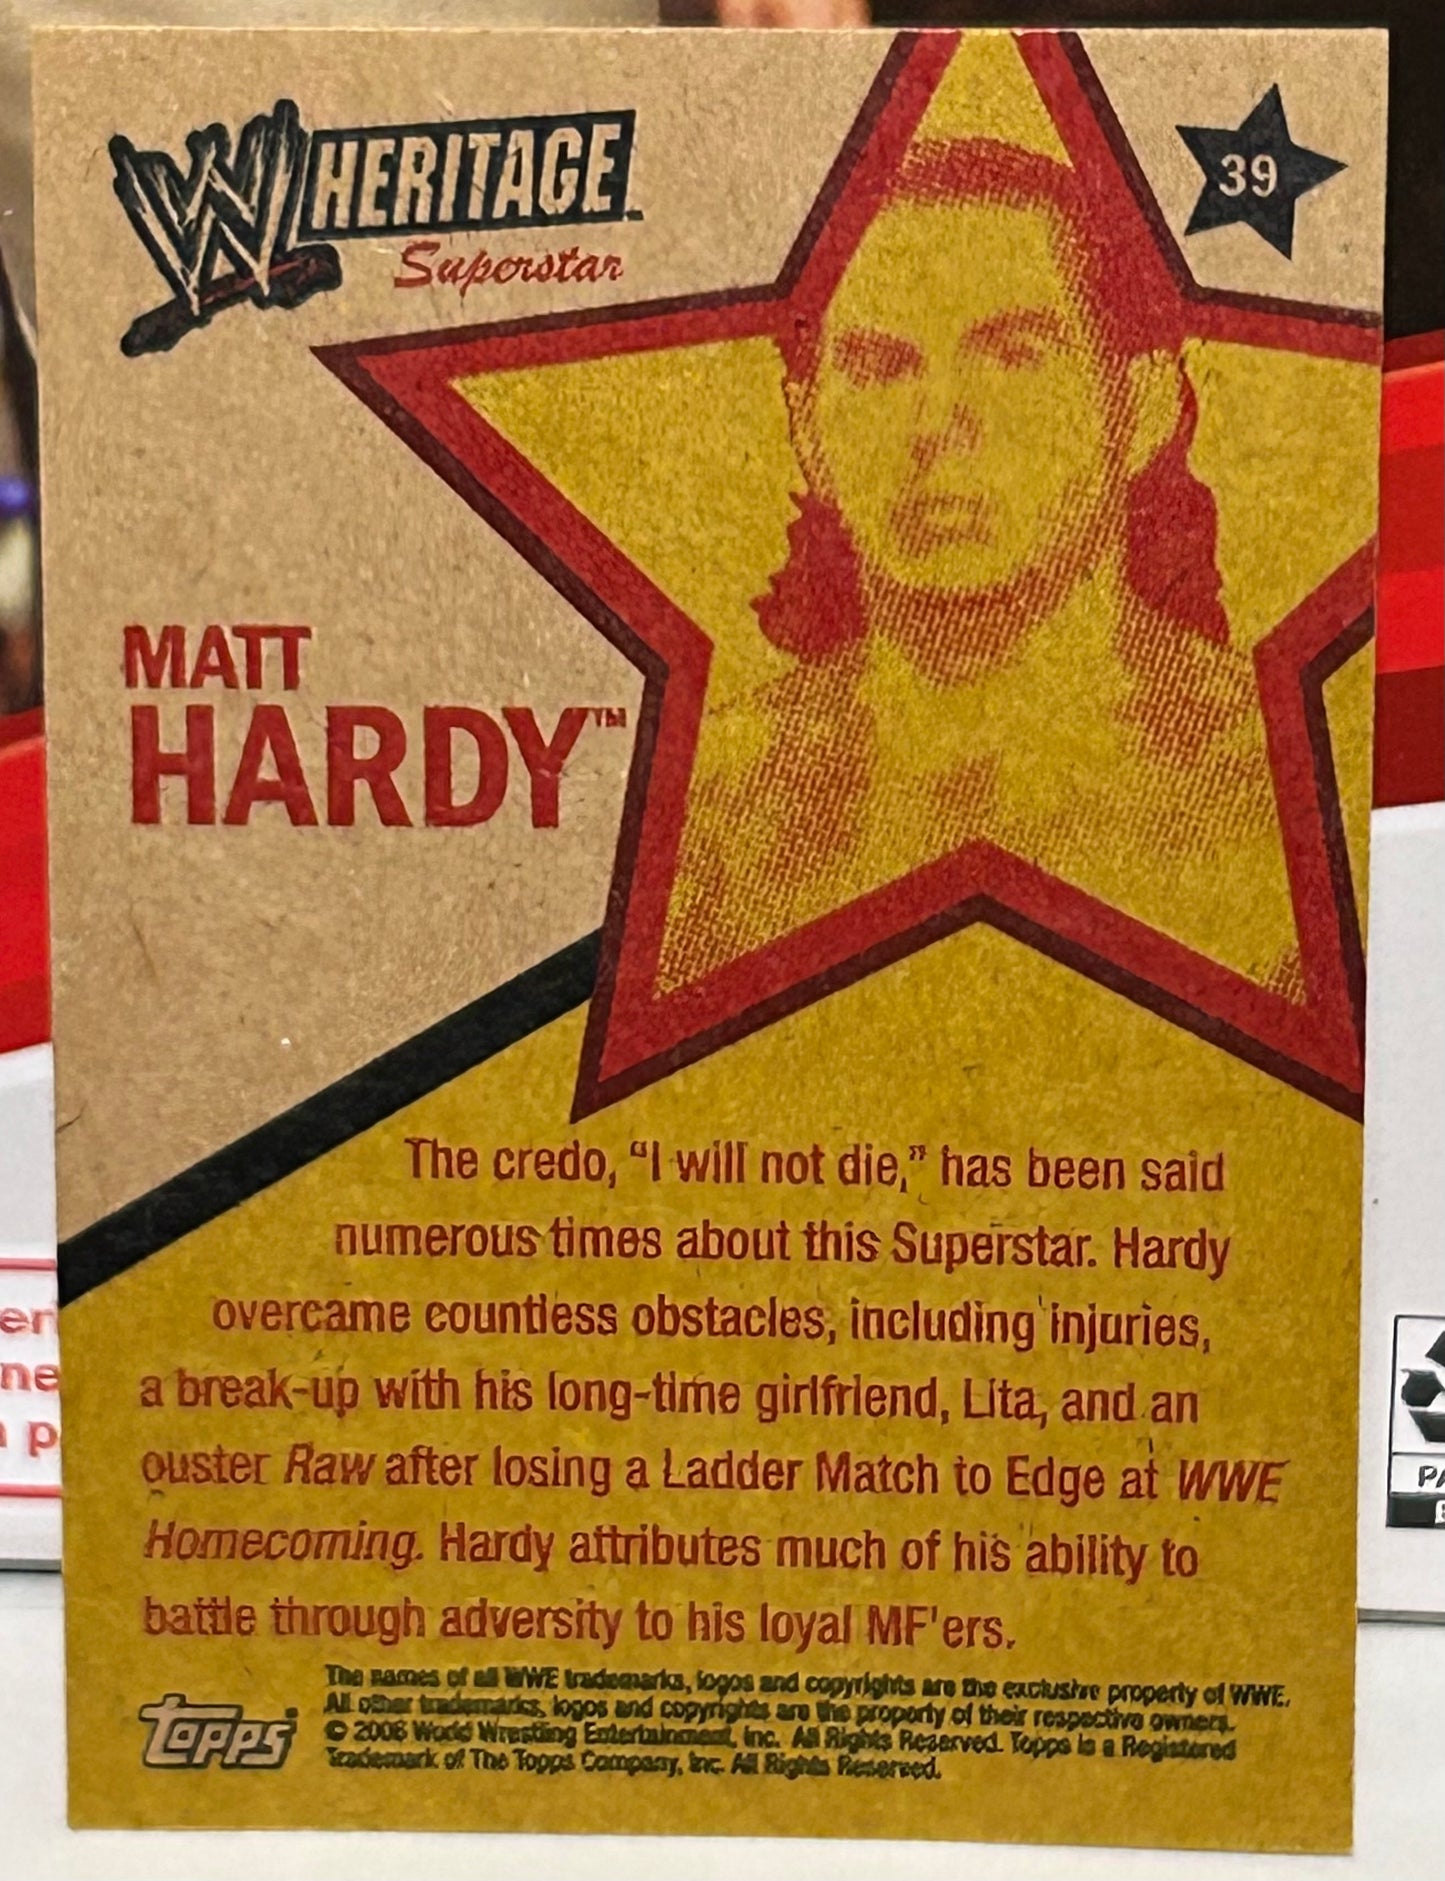 W HERITAGE
Superstar
39
MATT
HARDY™
The credo, "I will not die," has been said
numerous times about this Superstar. Hardy
overcame countless obstacles, including injuries,
a break-up with his long-time girlfriend, Lita, and an
ouster Raw after losing a Ladder Match to Edge at WWE
Homecoming. Hardy attributes much of his ability to
battle through adversity to his loyal MF'ers.
The names of all WWE trademarks, logos and copyrights are the exclusive property of WWE.
All other trademarks, logos and copyrights are the property of their respective owners.
© 2006 World Wrestling Entertainment, Inc. All Rights Reserved. Topps is a Registered
Trademark of The Topps Company, Inc. All Rights Reserved.
Topps